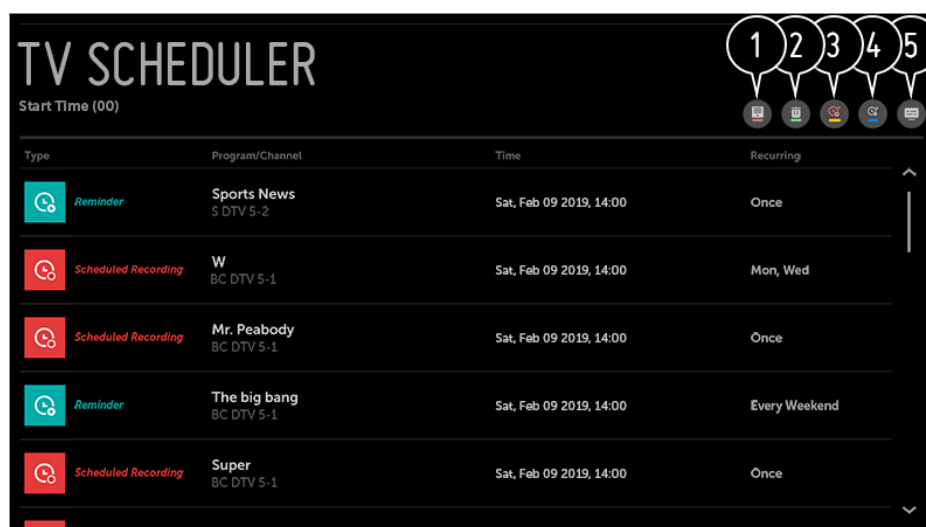 TV SCHEDULER
1 2 3 4 5
Start Time (00)
Type Program/Channel Time Recurring
Reminder Sports News Sat, Feb 09 2019, 14:00 Once
S DTV 5-2
Scheduled Recording W Sat, Feb 09 2019, 14:00 Mon, Wed
BC DTV 5-1
Scheduled Recording Mr. Peabody Sat, Feb 09 2019, 14:00 Once
BC DTV 5-1
Reminder The big bang Sat, Feb 09 2019, 14:00 Every Weekend
BC DTV 5-1
Scheduled Recording Super Sat, Feb 09 2019, 14:00 Once
BC DTV 5-1